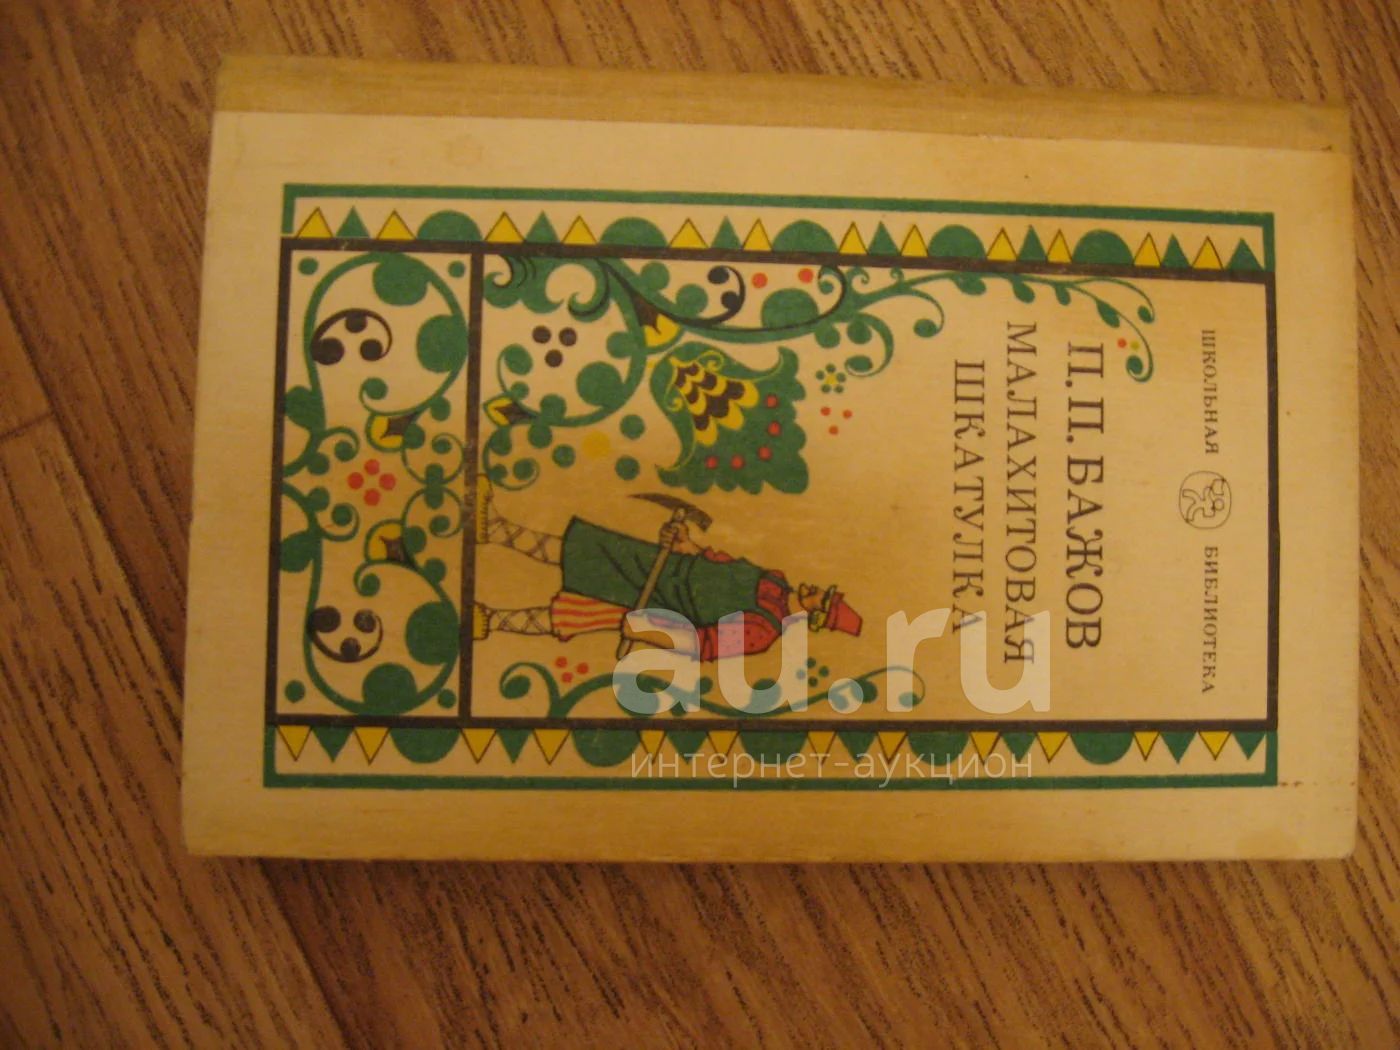 ШКОЛЬНАЯ БИБЛИОТЕКА
П. П. БАЖОВ
МАЛАХИТОВАЯ
ШКАТУЛКА
au.ru
интернет-аукцион